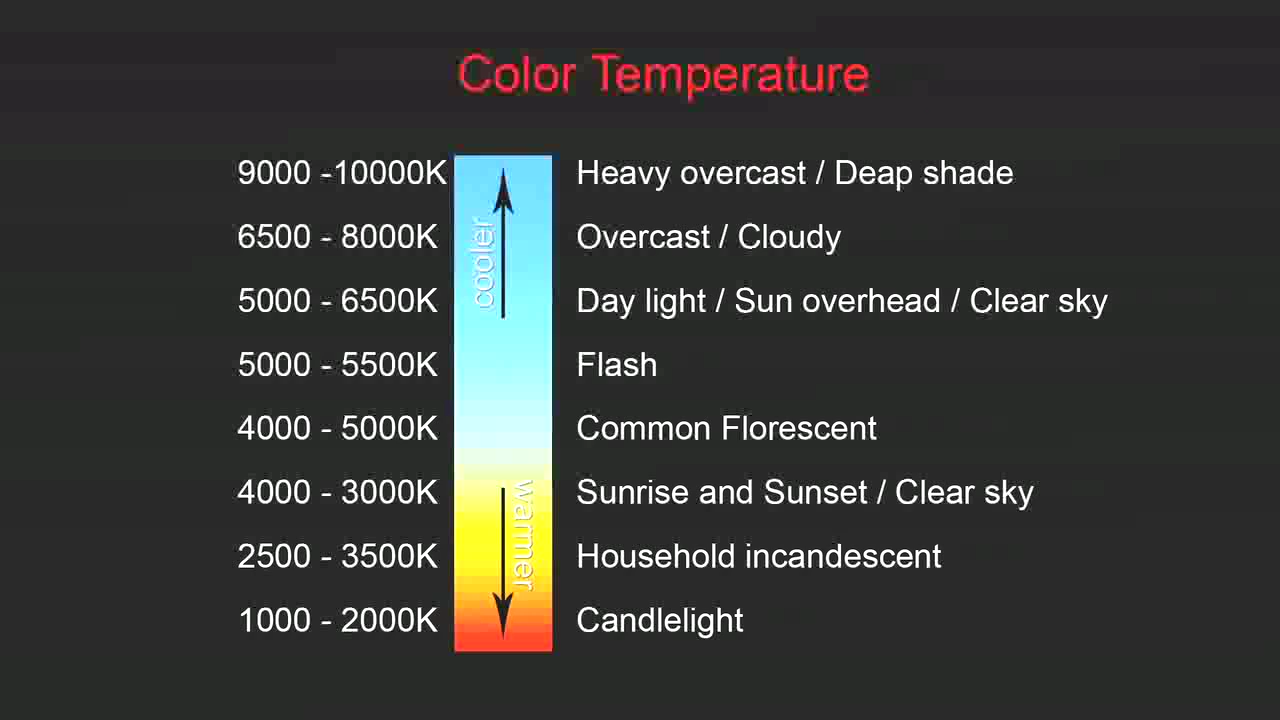 Color Temperature
9000 -10000K Heavy overcast / Deap shade
6500 - 8000K Overcast / Cloudy
5000 - 6500K Day light / Sun overhead / Clear sky
5000 - 5500K Flash
4000 - 5000K Common Florescent
4000 - 3000K Sunrise and Sunset / Clear sky
2500 - 3500K Household incandescent
1000 - 2000K Candlelight
cooler
warmer